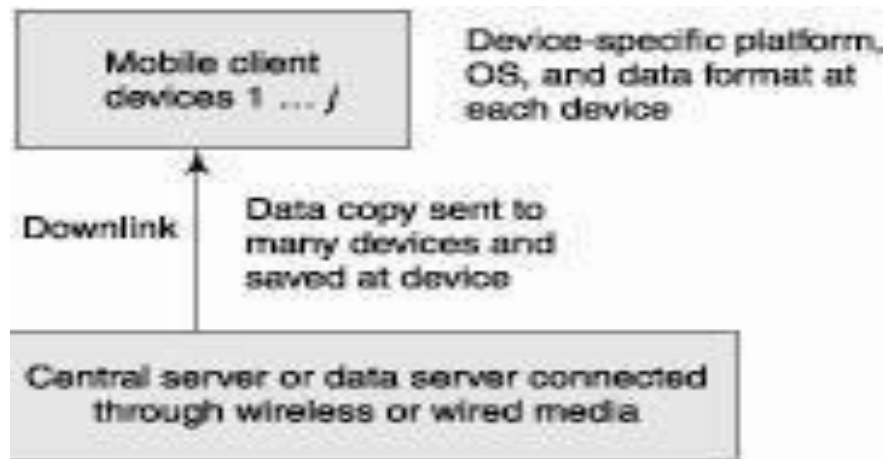 Mobile client
devices 1 ... j
Device-specific platform,
OS, and data format at
each device
Downlink
Data copy sent to
many devices and
saved at device
Central server or data server connected
through wireless or wired media